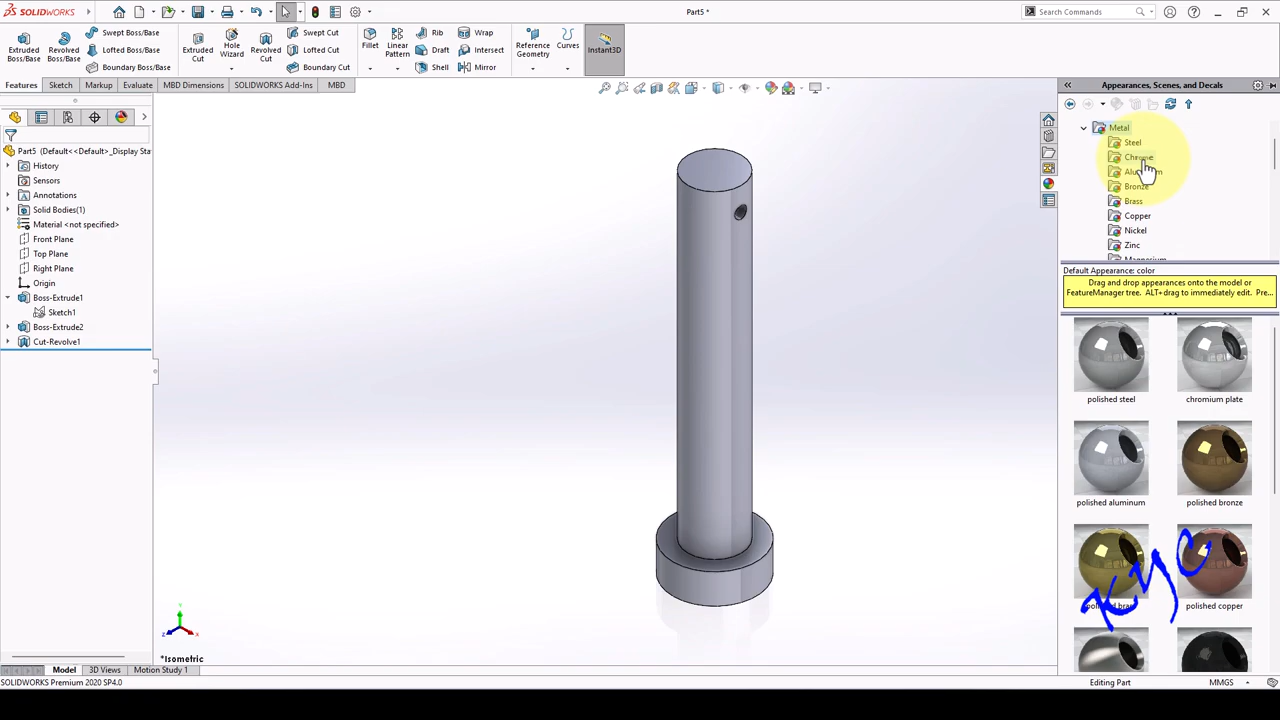 SOLIDWORKS
Part5 *
Search Commands
Extruded Boss/Base
Revolved Boss/Base
Swept Boss/Base
Lofted Boss/Base
Boundary Boss/Base
Extruded Cut
Hole Wizard
Revolved Cut
Swept Cut
Lofted Cut
Boundary Cut
Fillet
Linear Pattern
Rib
Draft
Shell
Wrap
Intersect
Mirror
Reference Geometry
Curves
Instant3D
Features
Sketch
Markup
Evaluate
MBD Dimensions
SOLIDWORKS Add-Ins
MBD
Part5 (Default<<Default>_Display Sta
History
Sensors
Annotations
Solid Bodies(1)
Material <not specified>
Front Plane
Top Plane
Right Plane
Origin
Boss-Extrude1
Sketch1
Boss-Extrude2
Cut-Revolve1
*Isometric
Appearances, Scenes, and Decals
Metal
Steel
Chrome
Bronze
Brass
Copper
Nickel
Zinc
Magnesium
Default Appearance: color
Drag and drop appearances onto the model or
FeatureManager tree. ALT+drag to immediately edit. Pre...
polished steel
chromium plate
polished aluminum
polished bronze
polished copper
KYC
Model
3D Views
Motion Study 1
SOLIDWORKS Premium 2020 SP4.0
Editing Part
MMGS